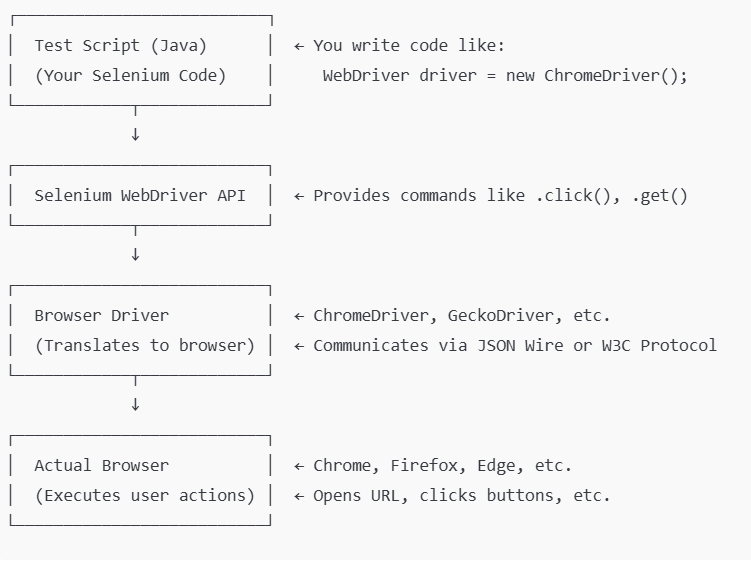 Test Script (Java) ← You write code like:
(Your Selenium Code) WebDriver driver = new ChromeDriver();
↓
Selenium WebDriver API ← Provides commands like .click(), .get()
↓
Browser Driver ← ChromeDriver, GeckoDriver, etc.
(Translates to browser) ← Communicates via JSON Wire or W3C Protocol
↓
Actual Browser ← Chrome, Firefox, Edge, etc.
(Executes user actions) ← Opens URL, clicks buttons, etc.